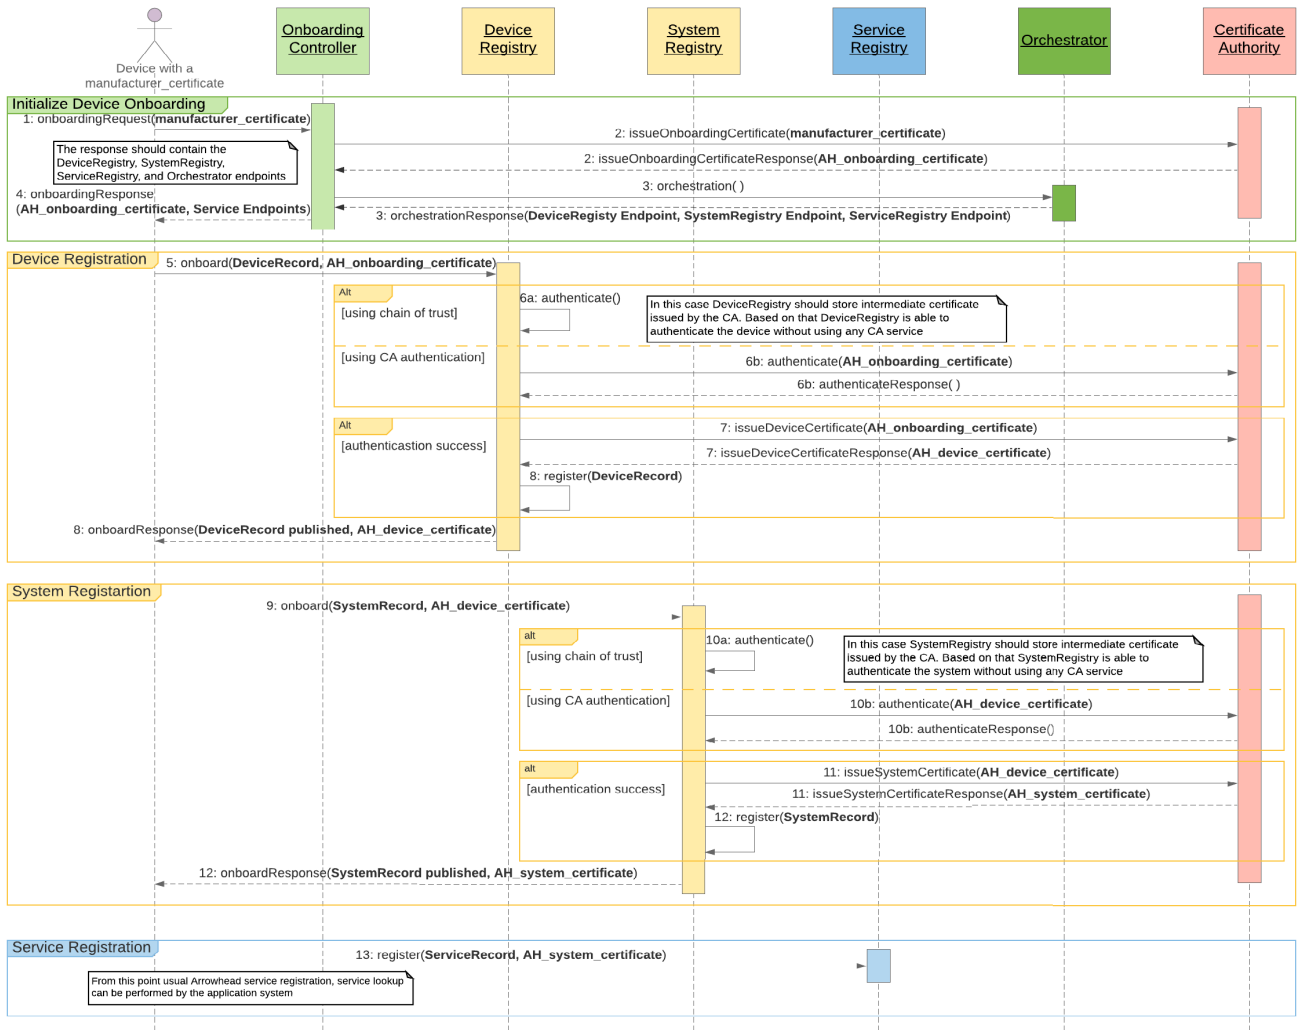 Device with a
manufacturer_certificate
Onboarding
Controller
Device
Registry
System
Registry
Service
Registry
Orchestrator
Certificate
Authority
Initialize Device Onboarding
1: onboardingRequest(manufacturer_certificate)
2: issueOnboardingCertificate(manufacturer_certificate)
The response should contain the
DeviceRegistry, SystemRegistry,
ServiceRegistry, and Orchestrator endpoints
2: issueOnboardingCertificateResponse(AH_onboarding_certificate)
3: orchestration( )
4: onboardingResponse
(AH_onboarding_certificate, Service Endpoints)
3: orchestrationResponse(DeviceRegisty Endpoint, SystemRegistry Endpoint, ServiceRegistry Endpoint)
Device Registration
5: onboard(DeviceRecord, AH_onboarding_certificate)
Alt
[using chain of trust]
6a: authenticate()
In this case DeviceRegistry should store intermediate certificate
issued by the CA. Based on that DeviceRegistry is able to
authenticate the device without using any CA service
[using CA authentication]
6b: authenticate(AH_onboarding_certificate)
6b: authenticateResponse( )
Alt
[authenticastion success]
7: issueDeviceCertificate(AH_onboarding_certificate)
7: issueDeviceCertificateResponse(AH_device_certificate)
8: register(DeviceRecord)
8: onboardResponse(DeviceRecord published, AH_device_certificate)
System Registartion
9: onboard(SystemRecord, AH_device_certificate)
alt
[using chain of trust]
10a: authenticate()
In this case SystemRegistry should store intermediate certificate
issued by the CA. Based on that SystemRegistry is able to
authenticate the system without using any CA service
[using CA authentication]
10b: authenticate(AH_device_certificate)
10b: authenticateResponse()
alt
[authentication success]
11: issueSystemCertificate(AH_device_certificate)
11: issueSystemCertificateResponse(AH_system_certificate)
12: register(SystemRecord)
12: onboardResponse(SystemRecord published, AH_system_certificate)
Service Registration
13: register(ServiceRecord, AH_system_certificate)
From this point usual Arrowhead service registration, service lookup
can be performed by the application system